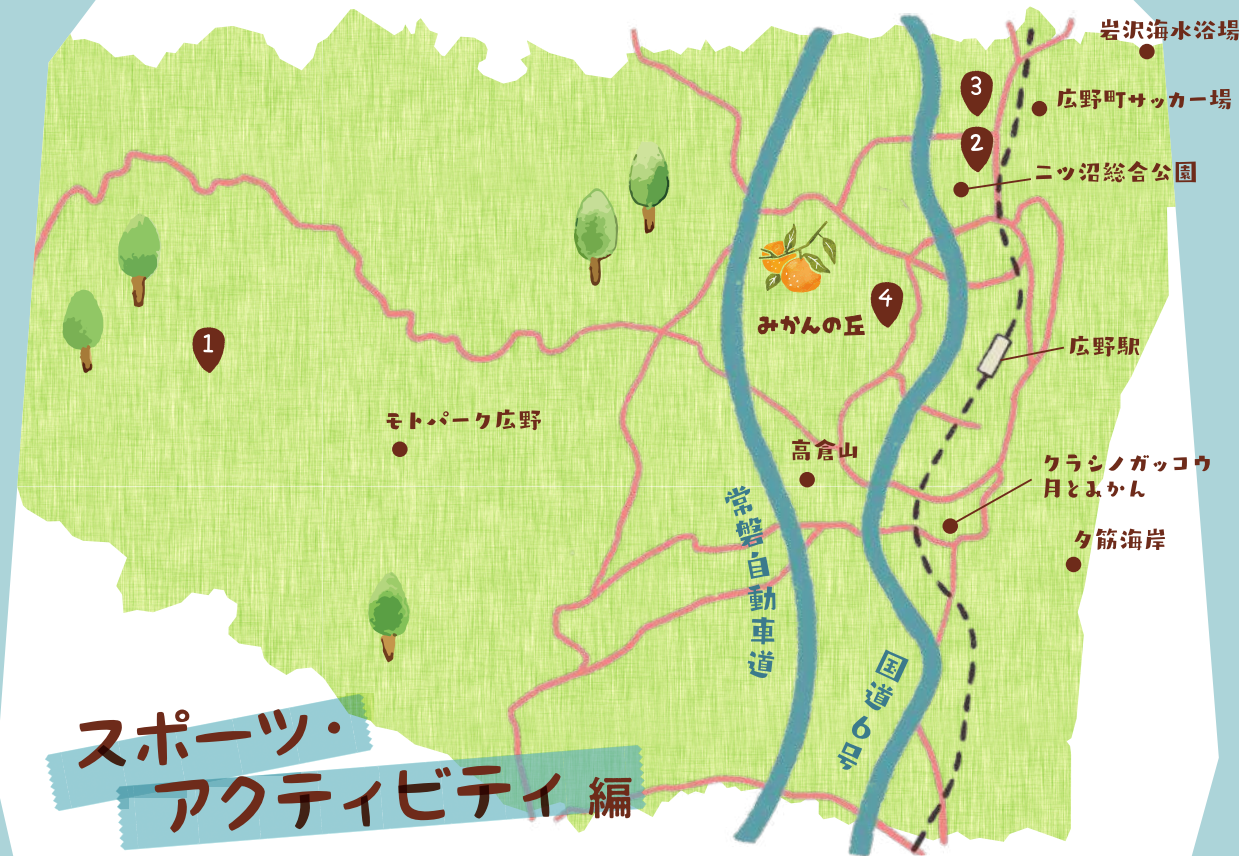 岩沢海水浴場
3
広野町サッカー場
2
二ツ沼総合公園
4
みかんの丘
1
広野駅
モトパーク広野
高倉山
クラシノガッコウ
月とみかん
夕筋海岸
常磐自動車道
国道6号
スポーツ・
アクティビティ編